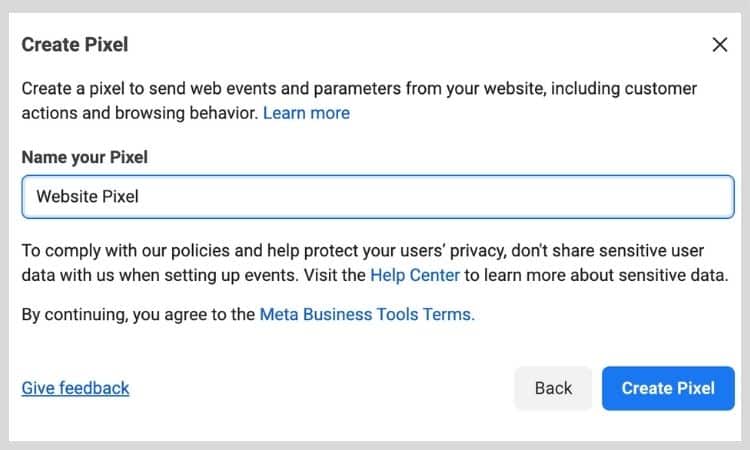 Create Pixel
Create a pixel to send web events and parameters from your website, including customer
actions and browsing behavior. Learn more
Name your Pixel
Website Pixel
To comply with our policies and help protect your users’ privacy, don't share sensitive user
data with us when setting up events. Visit the Help Center to learn more about sensitive data.
By continuing, you agree to the Meta Business Tools Terms.
Give feedback
Back
Create Pixel